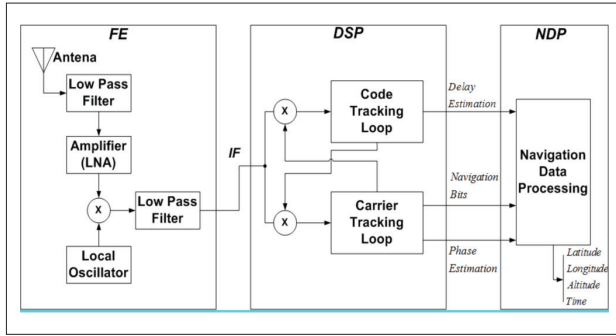 FE
DSP
NDP
Antena
Low Pass
Filter
Amplifier
(LNA)
X
Low Pass
Filter
Local
Oscillator
IF
X
X
Code
Tracking
Loop
Carrier
Tracking
Loop
Delay
Estimation
Navigation
Bits
Phase
Estimation
Navigation
Data
Processing
Latitude
Longitude
Altitude
Time